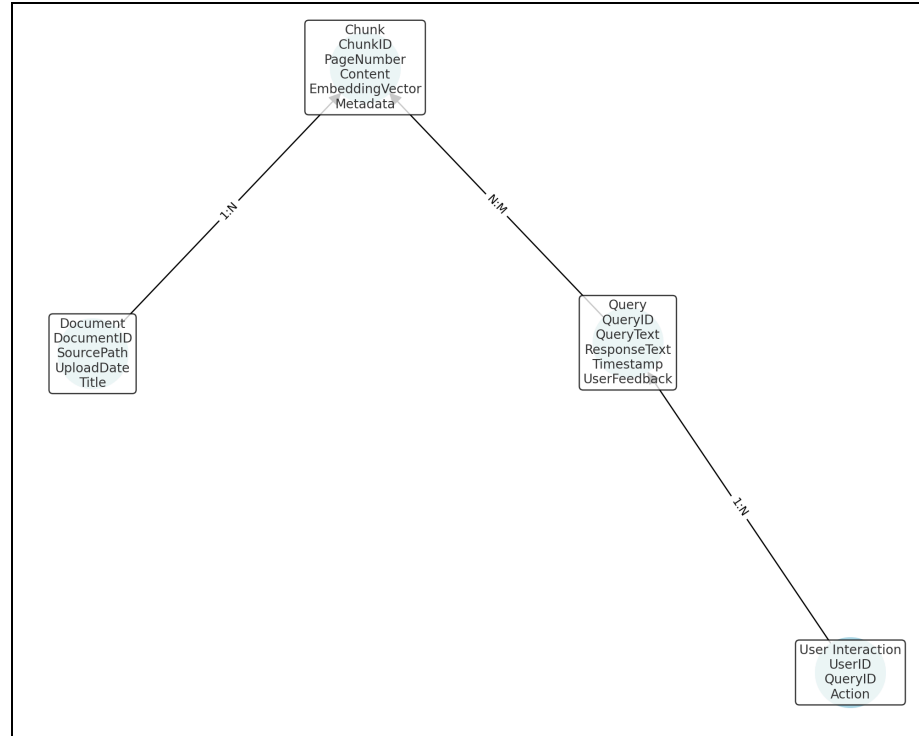 Chunk
ChunkID
PageNumber
Content
EmbeddingVector
Metadata
1:N
N:M
Document
DocumentID
SourcePath
UploadDate
Title
Query
QueryID
QueryText
ResponseText
Timestamp
UserFeedback
1:N
User Interaction
UserID
QueryID
Action